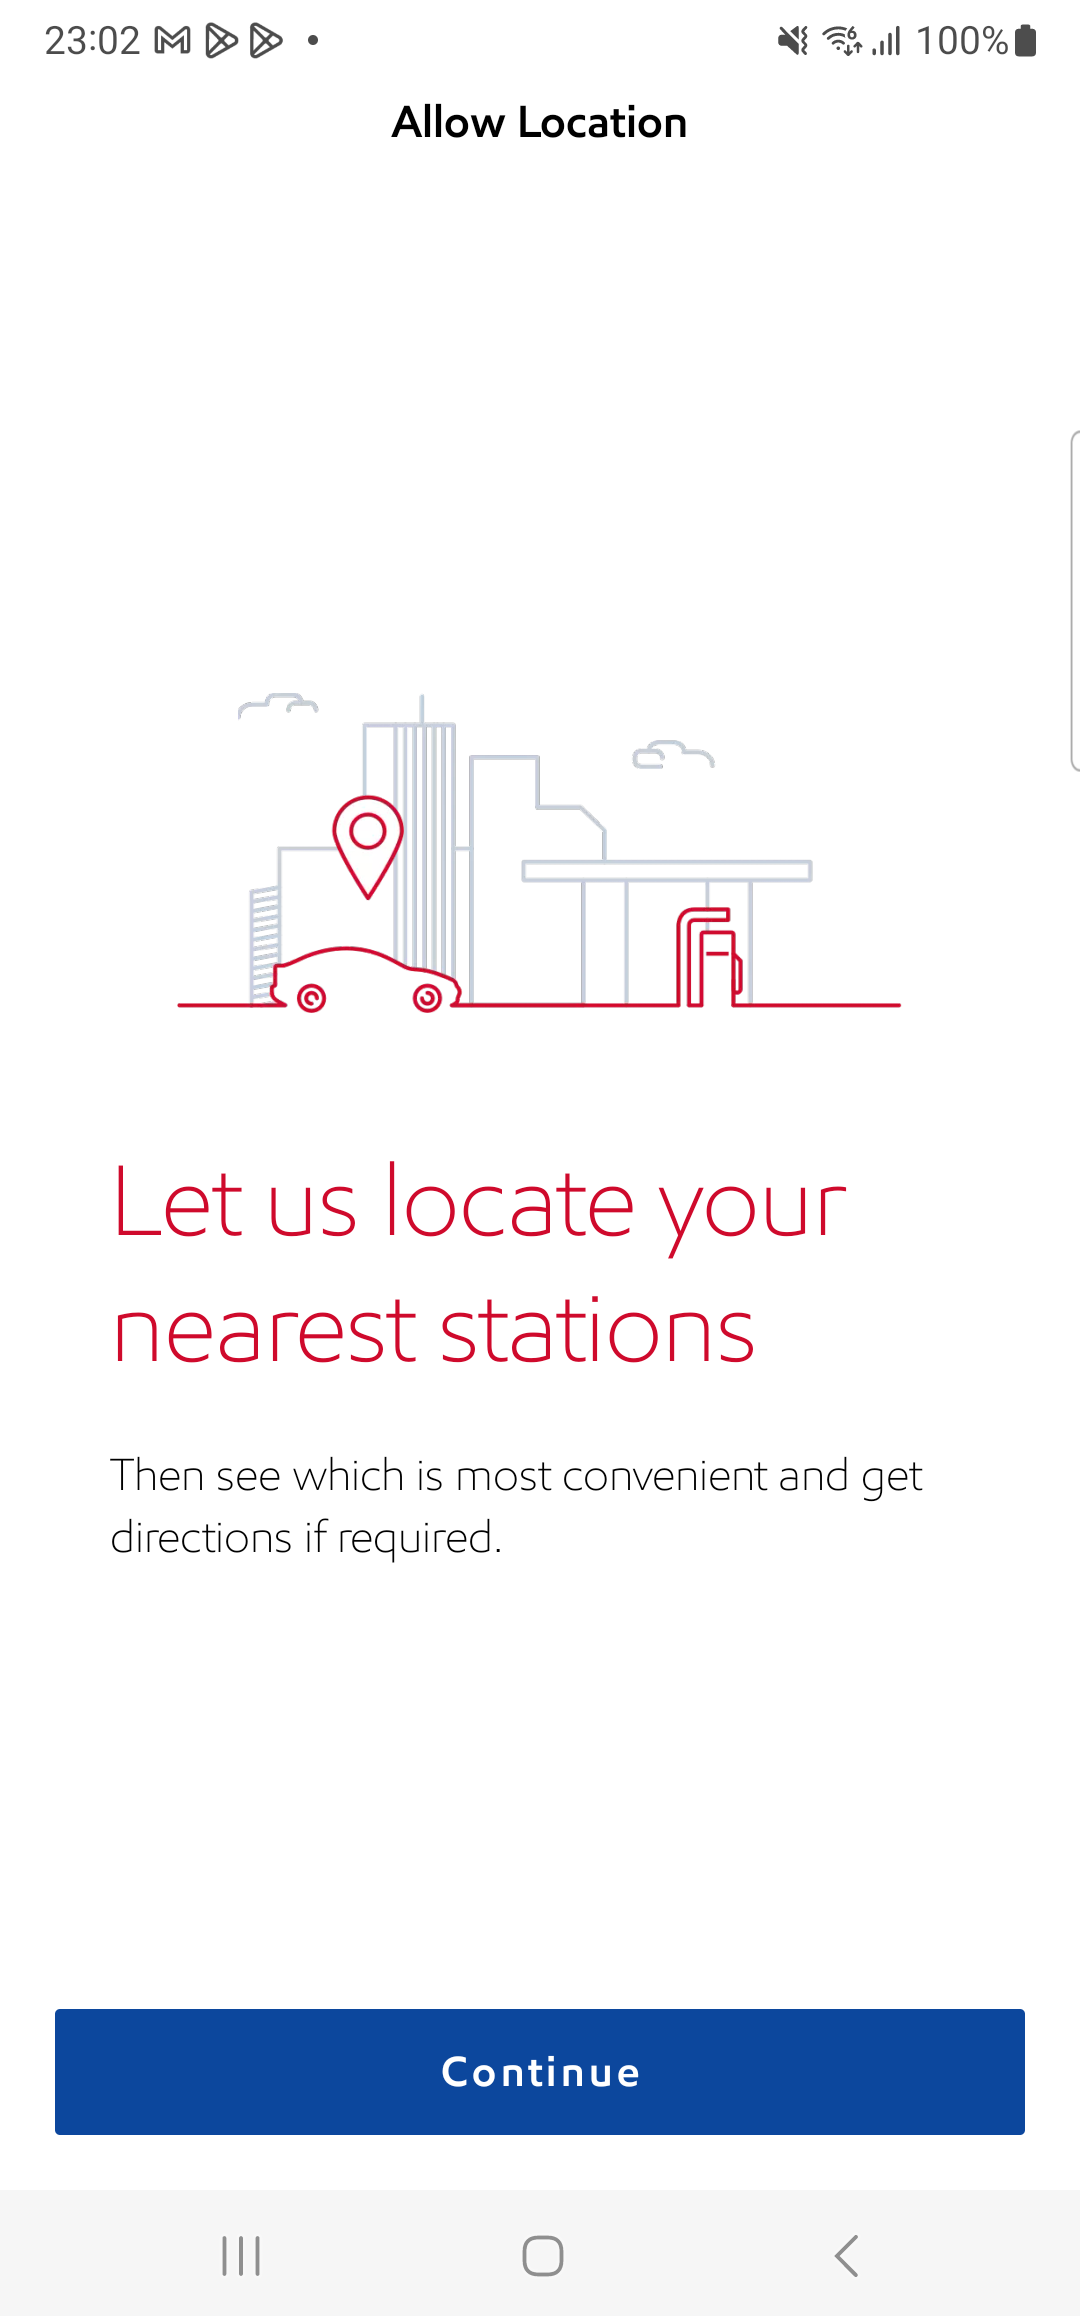 23:02
100%
Allow Location
Let us locate your
nearest stations
Then see which is most convenient and get
directions if required.
Continue